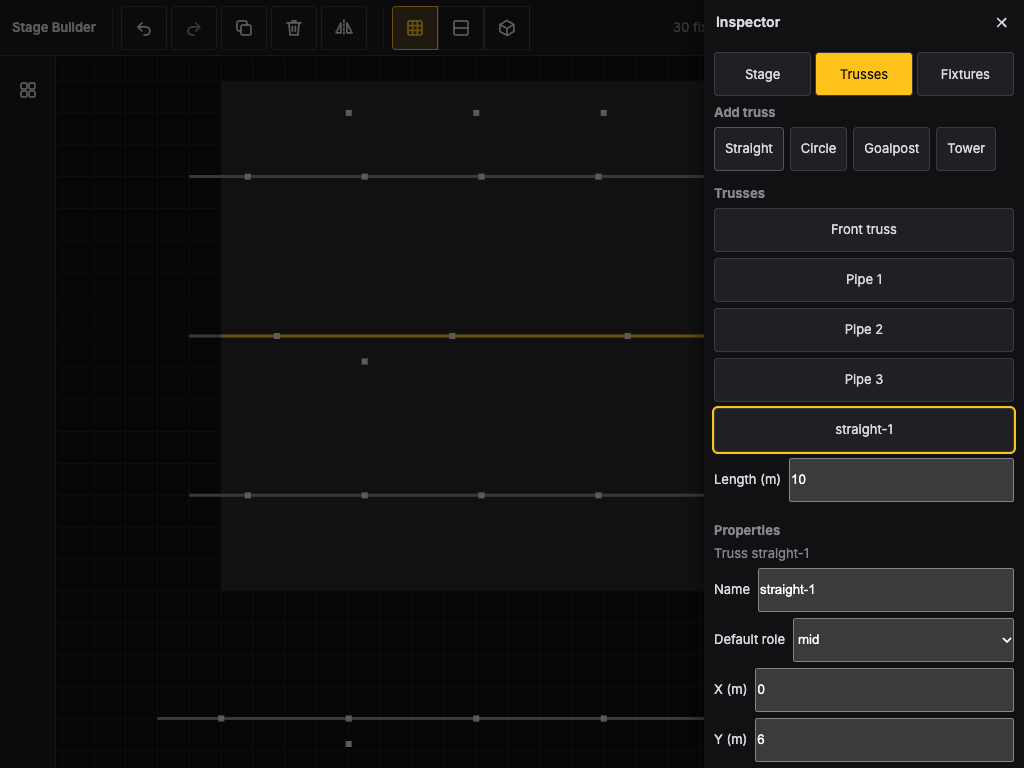 Stage Builder
30 fix
Inspector
Stage
Trusses
Fixtures
Add truss
Straight
Circle
Goalpost
Tower
Trusses
Front truss
Pipe 1
Pipe 2
Pipe 3
straight-1
Length (m)
10
Properties
Truss straight-1
Name
straight-1
Default role
mid
X (m)
0
Y (m)
6